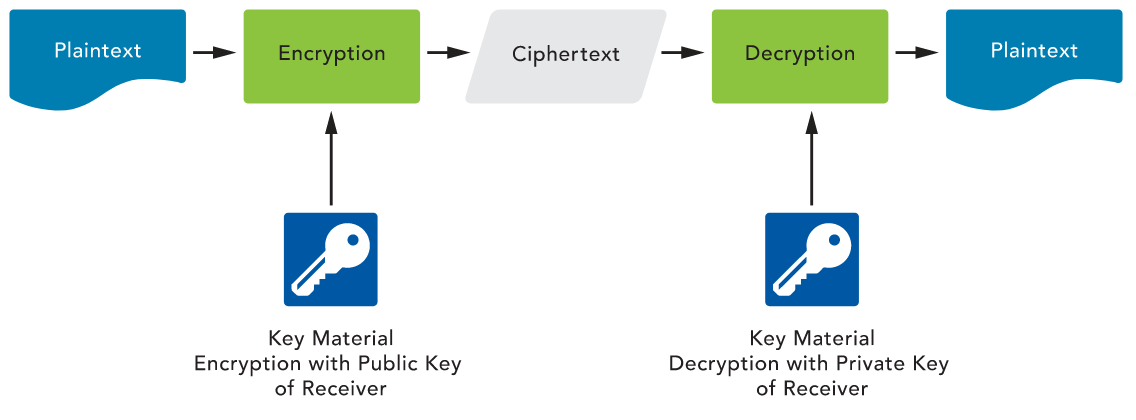 Plaintext
Encryption
Ciphertext
Decryption
Plaintext
Key Material
Encryption with Public Key
of Receiver
Key Material
Decryption with Private Key
of Receiver